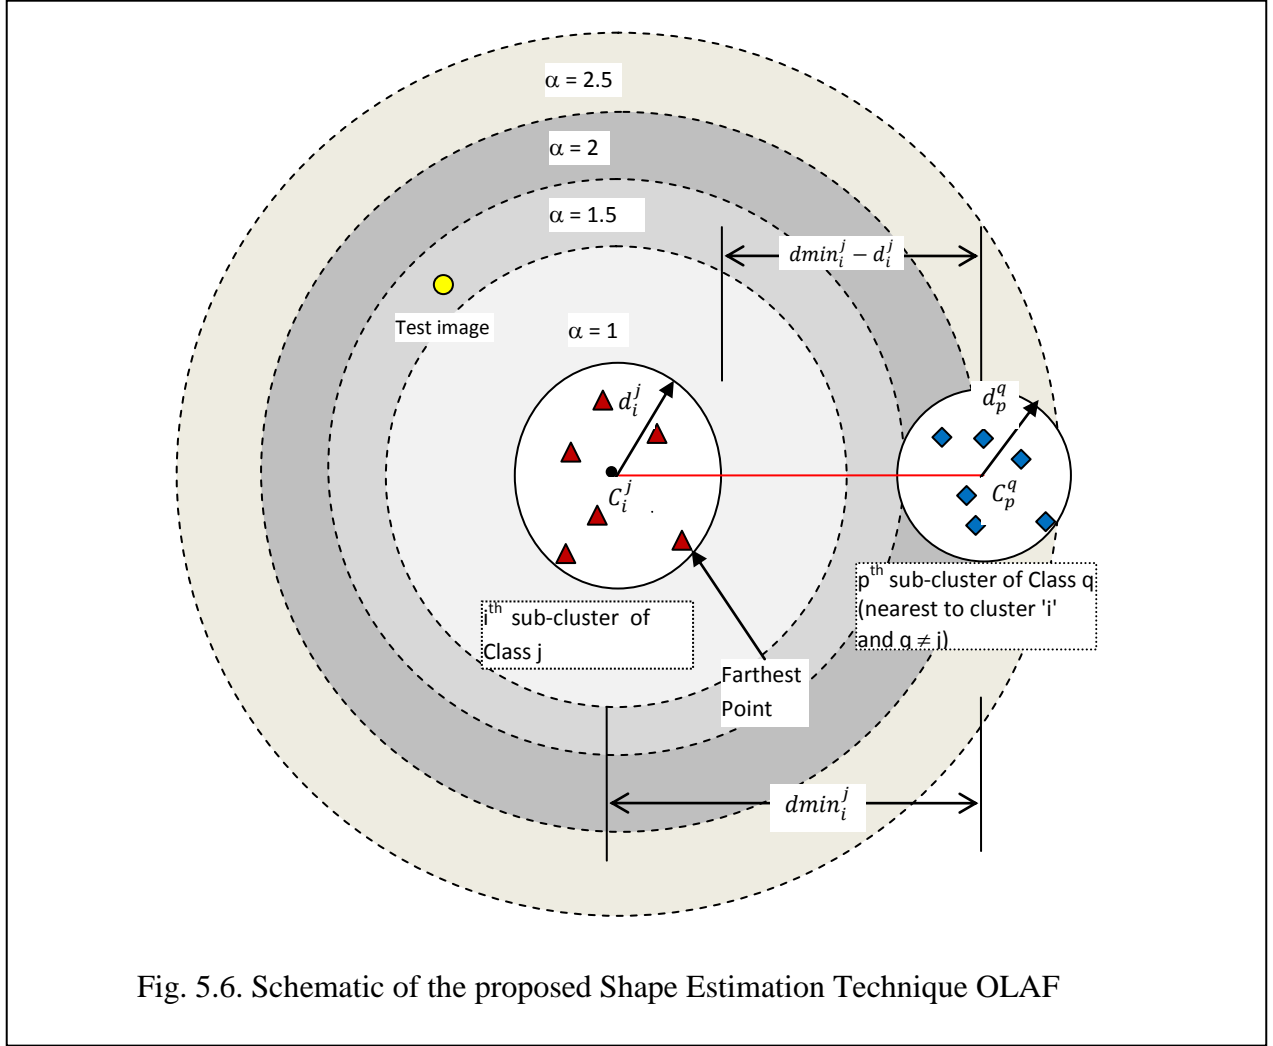 α = 2.5
α = 2
α = 1.5
dmin_i^j − d_i^j
Test image
α = 1
d_i^j
d_p^q
C_i^j
C_p^q
p^th sub-cluster of Class q
(nearest to cluster 'i'
and q ≠ j)
i^th sub-cluster of
Class j
Farthest
Point
dmin_i^j
Fig. 5.6. Schematic of the proposed Shape Estimation Technique OLAF